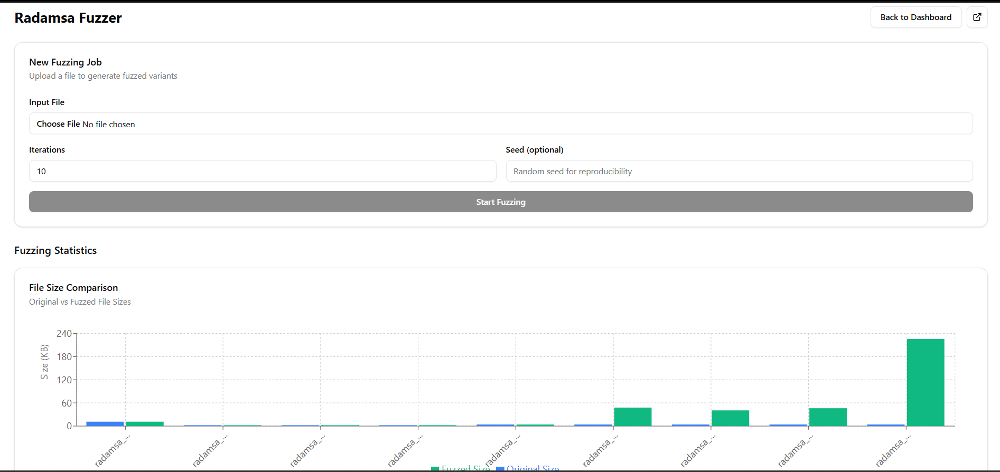 Radamsa Fuzzer
Back to Dashboard
New Fuzzing Job
Upload a file to generate fuzzed variants
Input File
Choose File No file chosen
Iterations
Seed (optional)
10
Random seed for reproducibility
Start Fuzzing
Fuzzing Statistics
File Size Comparison
Original vs Fuzzed File Sizes
Size (KB)
240
180
120
60
0
radamsa_...
radamsa_...
radamsa_...
radamsa_...
radamsa_...
radamsa_...
radamsa_...
radamsa_...
radamsa_...
Fuzzed Size
Original Size